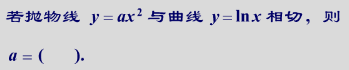 若抛物线 y = ax² 与曲线 y = ln x 相切，则
a = (     ).